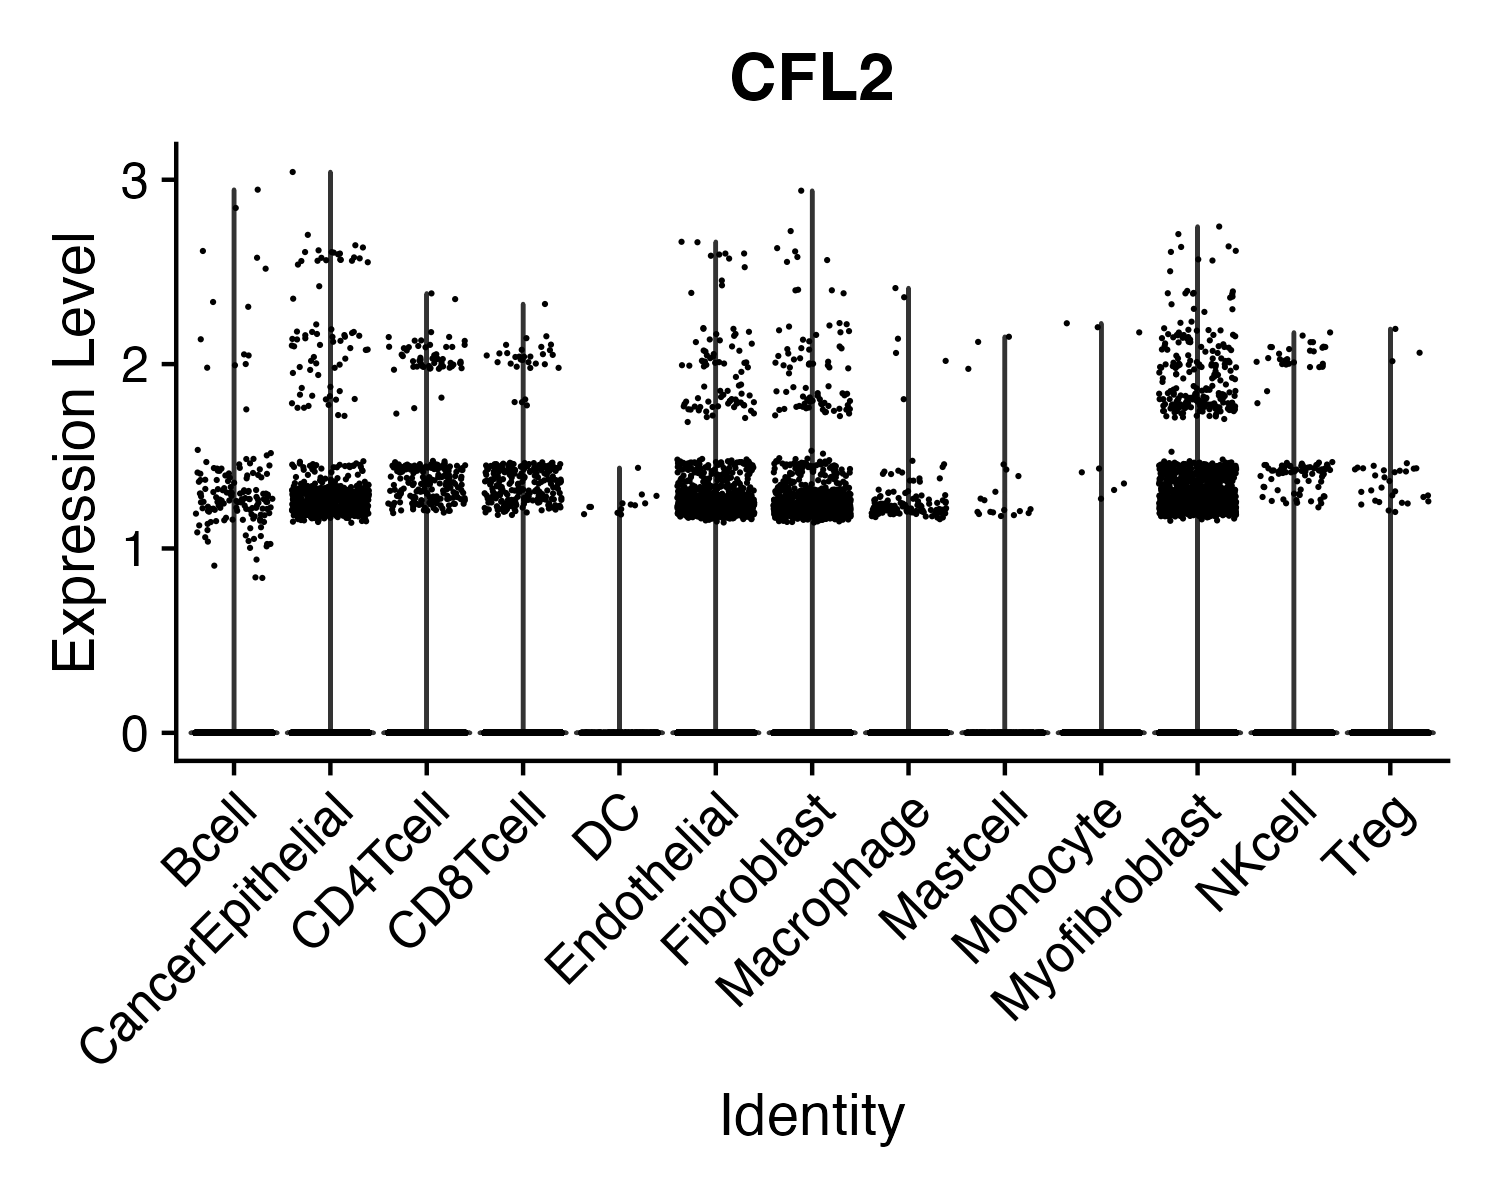 CFL2
Expression Level
3
2
1
0
Bcell
CancerEpithelial
CD4Tcell
CD8Tcell
DC
Endothelial
Fibroblast
Macrophage
Mastcell
Monocyte
Myofibroblast
NKcell
Treg
Identity